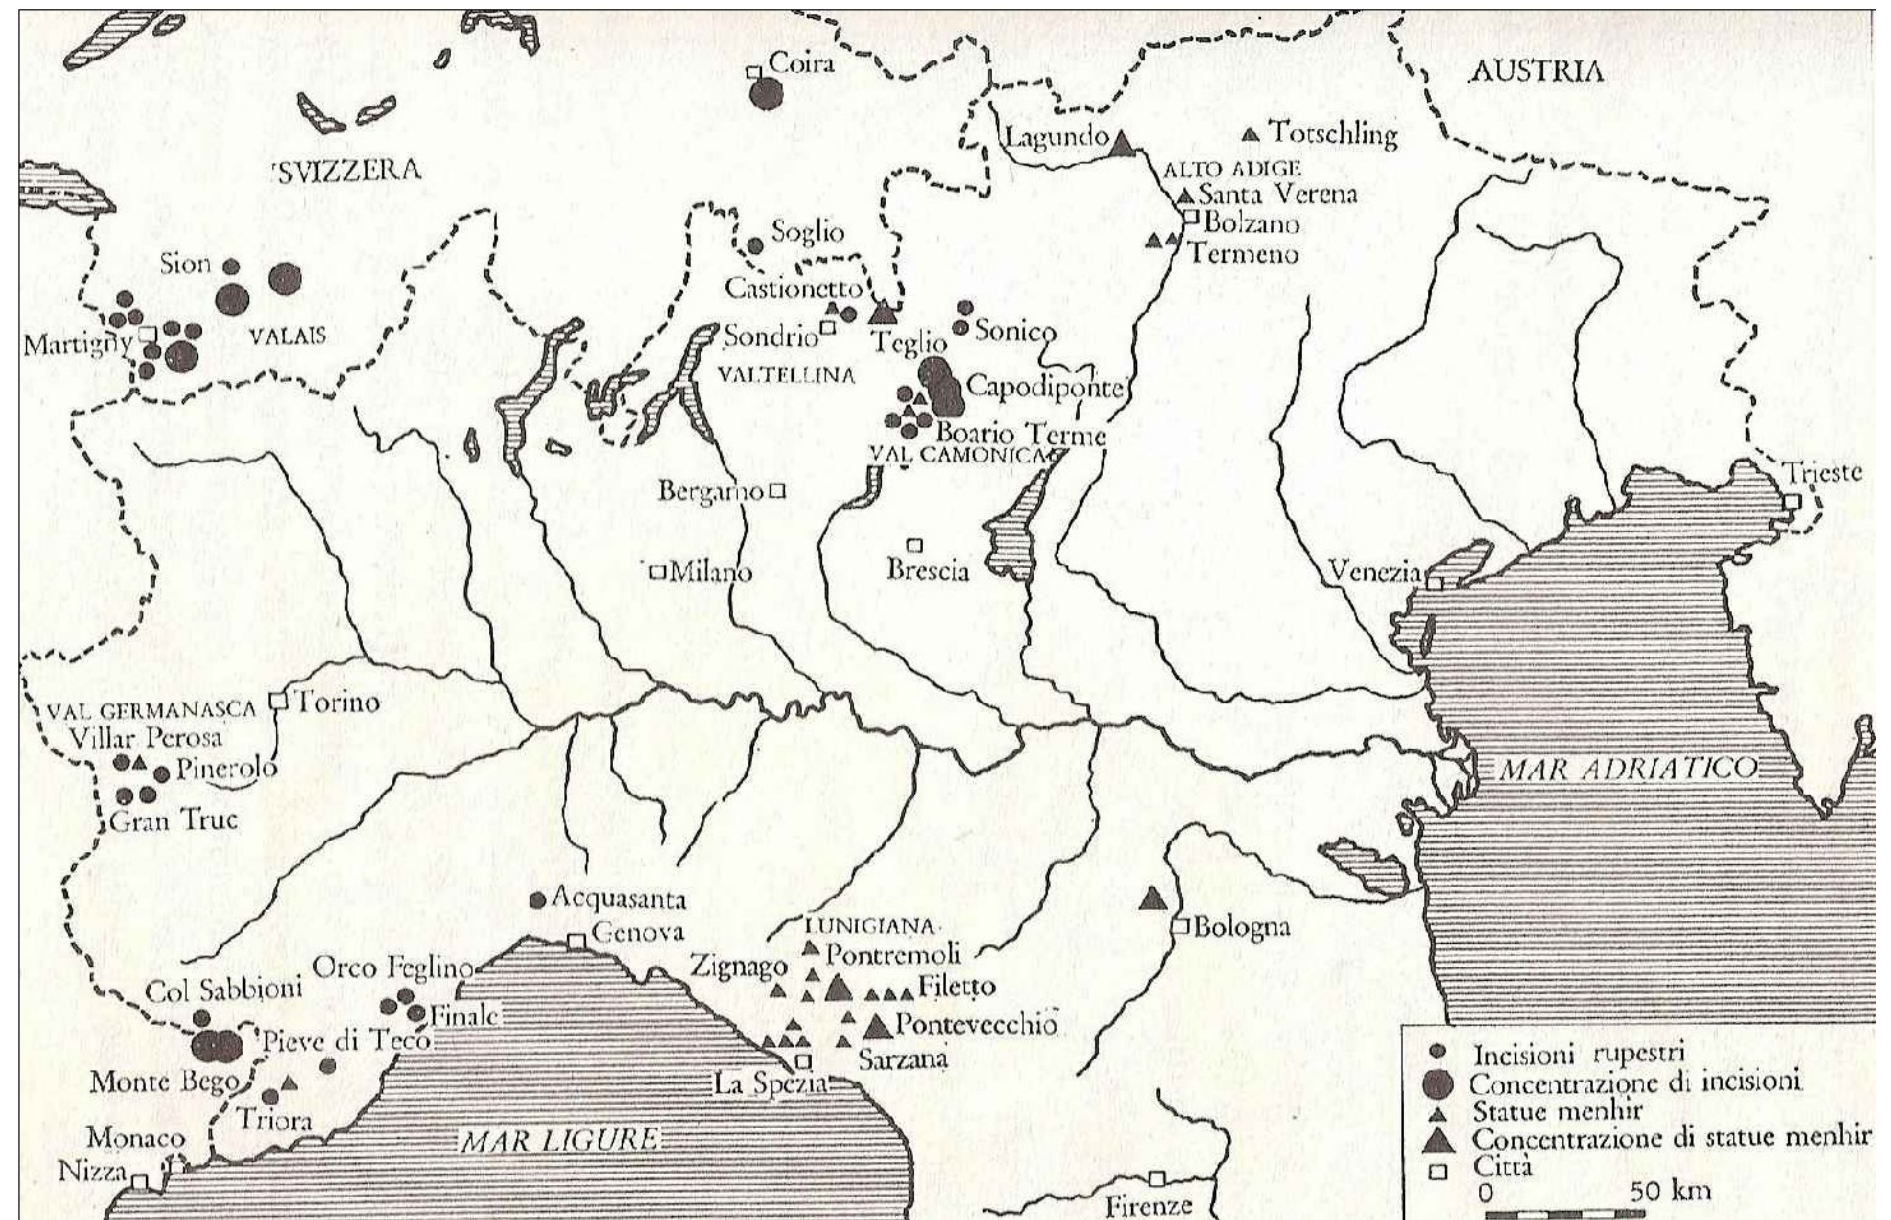 Coira
AUSTRIA
Lagundo
Totschling
SVIZZERA
ALTO ADIGE
Santa Verena
Bolzano
Termeno
Soglio
Sion
Castionetto
Martigny
VALAIS
Sondrio
Teglio
Sonico
VALTELLINA
Capodiponte
Boario Terme
VAL CAMONICA
Trieste
Bergamo
Milano
Brescia
Venezia
VAL GERMANASCA
Torino
Villar Perosa
Pinerolo
MAR ADRIATICO
Gran Truc
Acquasanta
Genova
LUNIGIANA
Bologna
Pontremoli
Zignago
Orco Feglino
Col Sabbioni
Filetto
Finale
Pontevecchio
Pieve di Teco
Sarzana
Monte Bego
La Spezia
Triora
Monaco
MAR LIGURE
Nizza
Firenze
Incisioni rupestri
Concentrazione di incisioni
Statue menhir
Concentrazione di statue menhir
Città
0 50 km